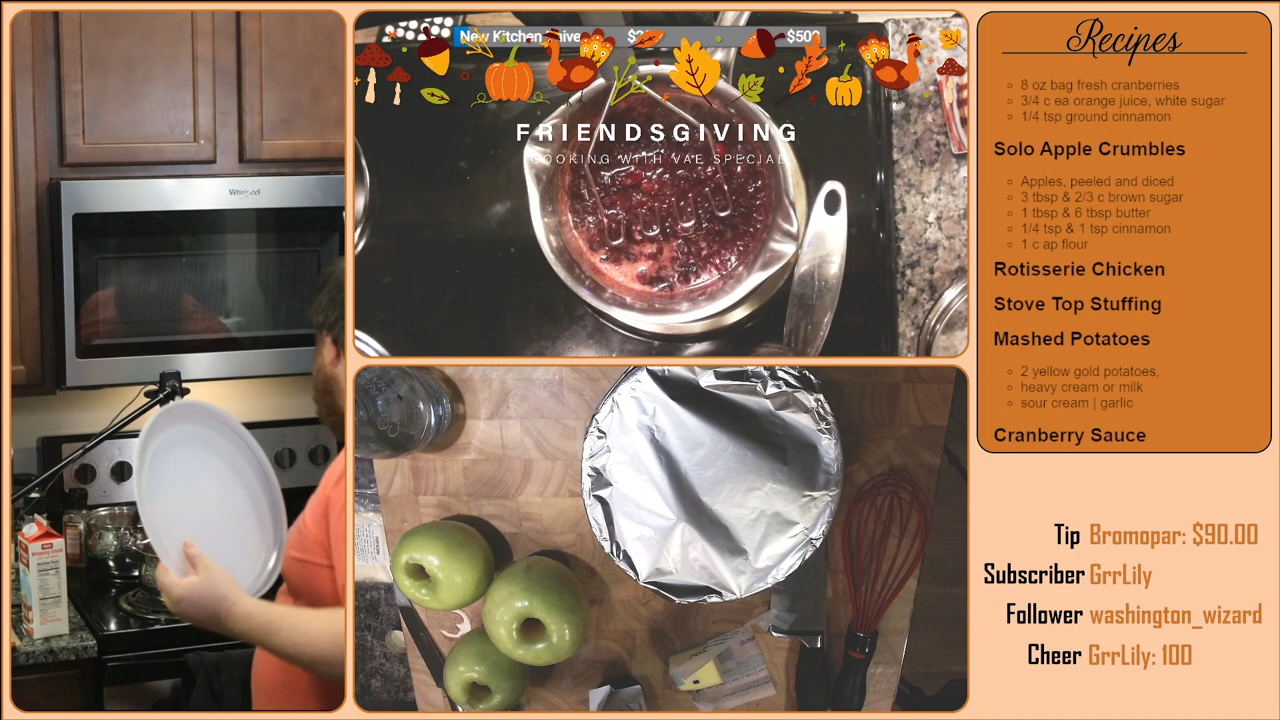 Whirlpool
New Kitchen $500
FRIENDSGIVING
COOKING WITH VAE SPECIAL
Recipes
8 oz bag fresh cranberries
3/4 c ea orange juice, white sugar
1/4 tsp ground cinnamon
Solo Apple Crumbles
Apples, peeled and diced
3 tbsp & 2/3 c brown sugar
1 tbsp & 6 tbsp butter
1/4 tsp & 1 tsp cinnamon
1 c ap flour
Rotisserie Chicken
Stove Top Stuffing
Mashed Potatoes
2 yellow gold potatoes,
heavy cream or milk
sour cream | garlic
Cranberry Sauce
Tip Bromopar: $90.00
Subscriber GrrLily
Follower washington_wizard
Cheer GrrLily: 100